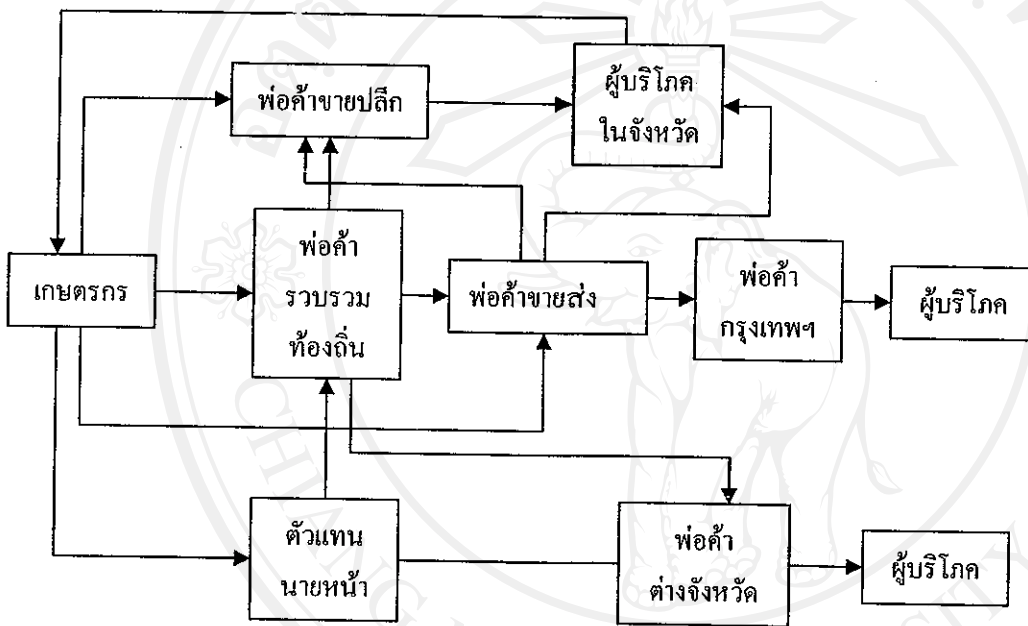 พ่อค้าขายปลีก
ผู้บริโภค
ในจังหวัด
เกษตรกร
พ่อค้า
รวบรวม
ท้องถิ่น
พ่อค้าขายส่ง
พ่อค้า
กรุงเทพฯ
ผู้บริโภค
ตัวแทน
นายหน้า
พ่อค้า
ต่างจังหวัด
ผู้บริโภค
CHIANG